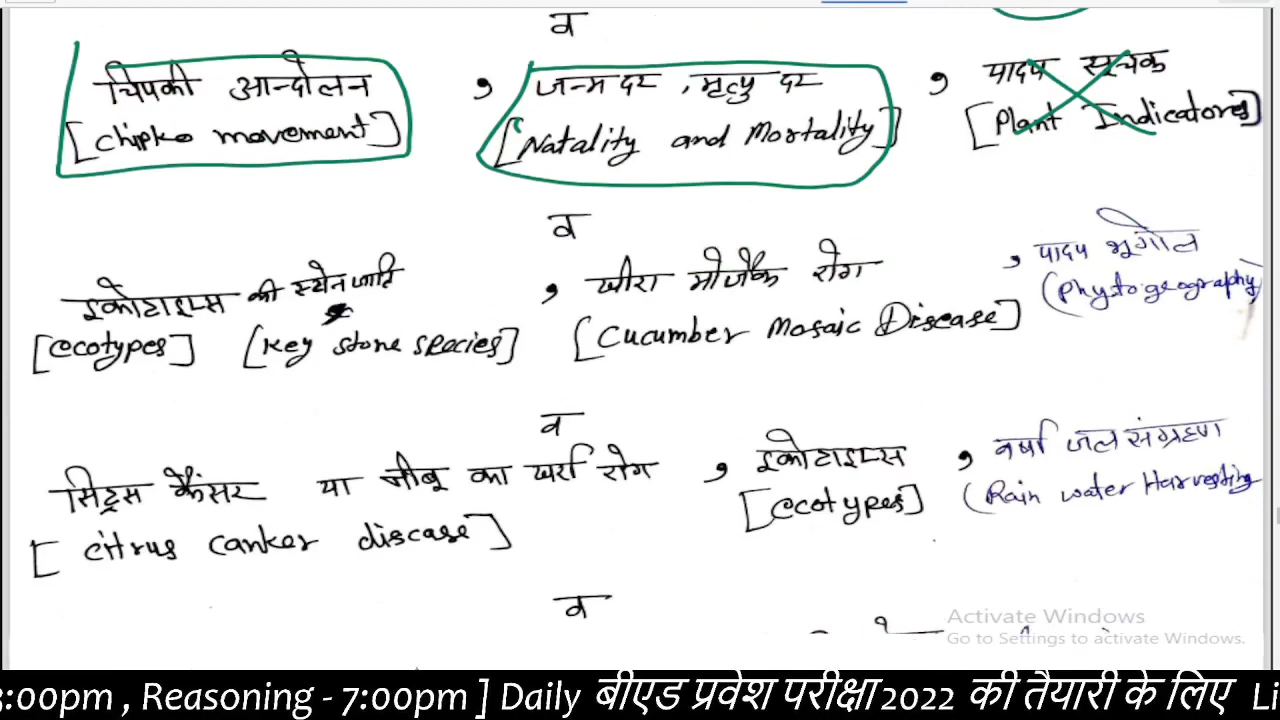 व
चिपको आन्दोलन , जन्म दर , मृत्यु दर , पादप सूचक
[chipko movement] [Natality and Mortality] [Plant Indicators]
व
इकोटाइप्स की स्टोन जाति , खीरा मोजैक रोग , पादप भूगोल
[ecotypes] [Key stone species] [Cucumber Mosaic Disease] (Phytogeography)
व
सिट्रस कैंसर या नीबू का खर्रा रोग , इकोटाइप्स , वर्षा जल संग्रहण
[citrus canker disease] [ecotypes] (Rain water Harvesting
व
Activate Windows
Go to Settings to activate Windows.
3:00pm , Reasoning - 7:00pm ] Daily बीएड प्रवेश परीक्षा 2022 की तैयारी के लिए Li